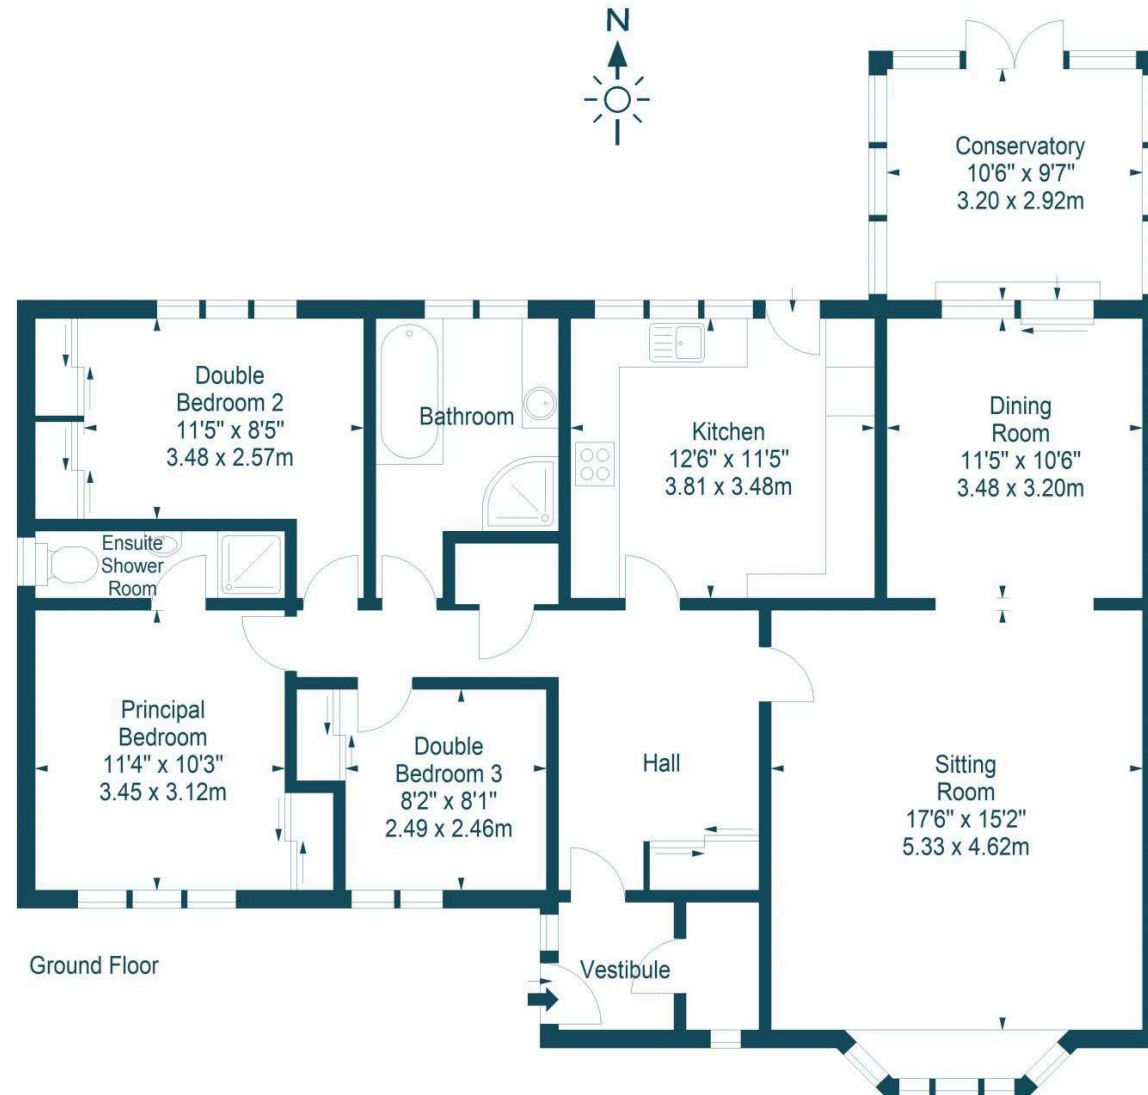 N
Conservatory
10'6" x 9'7"
3.20 x 2.92m
Double
Bedroom 2
11'5" x 8'5"
3.48 x 2.57m
Bathroom
Kitchen
12'6" x 11'5"
3.81 x 3.48m
Dining
Room
11'5" x 10'6"
3.48 x 3.20m
Ensuite
Shower
Room
Principal
Bedroom
11'4" x 10'3"
3.45 x 3.12m
Double
Bedroom 3
8'2" x 8'1"
2.49 x 2.46m
Hall
Sitting
Room
17'6" x 15'2"
5.33 x 4.62m
Ground Floor
Vestibule